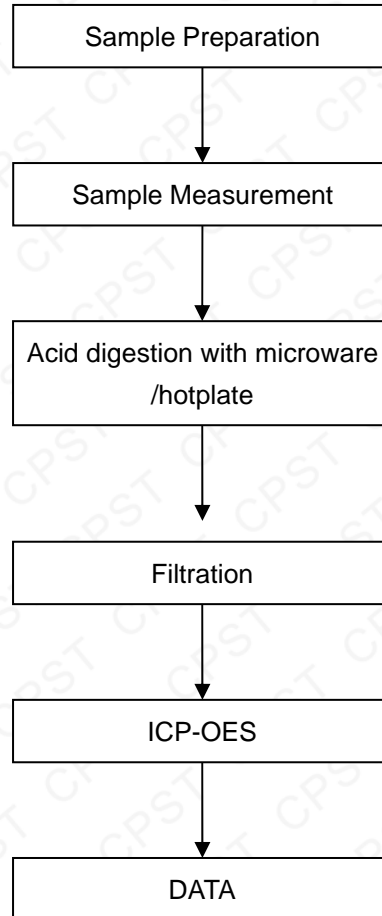 Sample Preparation
Sample Measurement
Acid digestion with microware
/hotplate
Filtration
ICP-OES
DATA